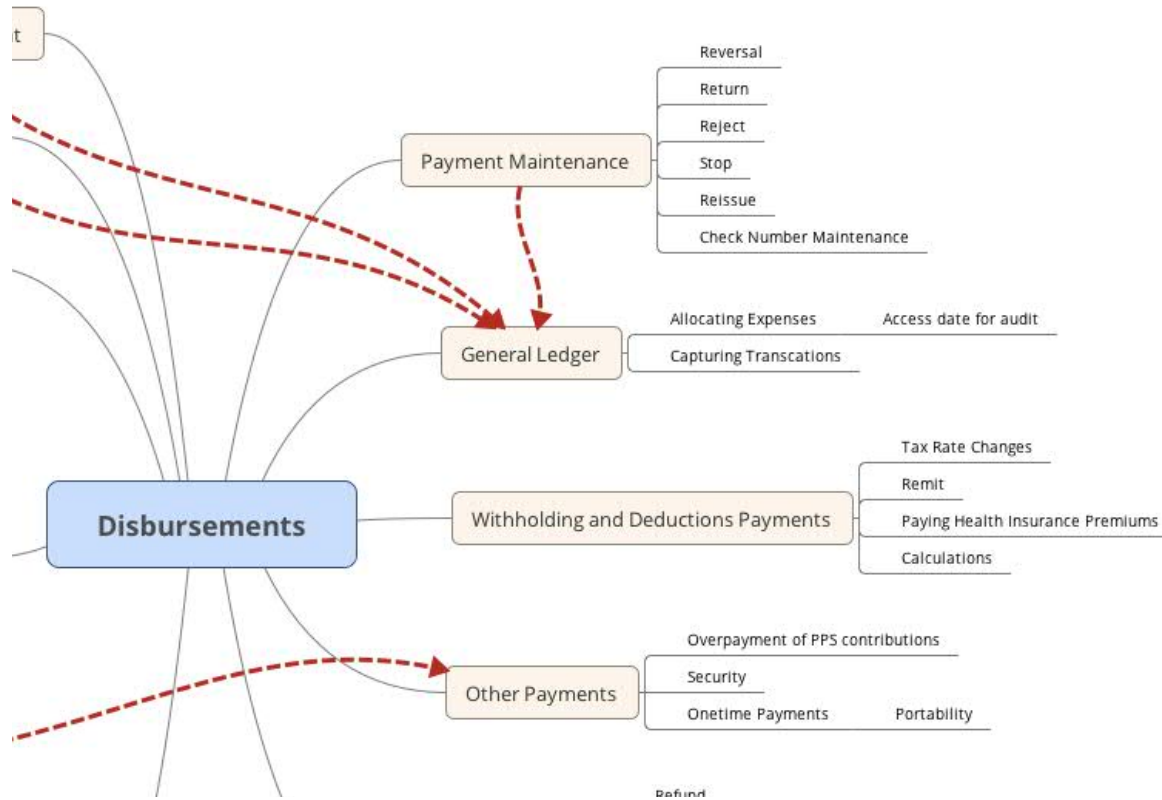 t
Reversal
Return
Payment Maintenance
Reject
Stop
Reissue
Check Number Maintenance
General Ledger
Allocating Expenses
Access date for audit
Capturing Transcations
Disbursements
Withholding and Deductions Payments
Tax Rate Changes
Remit
Paying Health Insurance Premiums
Calculations
Other Payments
Overpayment of PPS contributions
Security
Onetime Payments
Portability
Refund